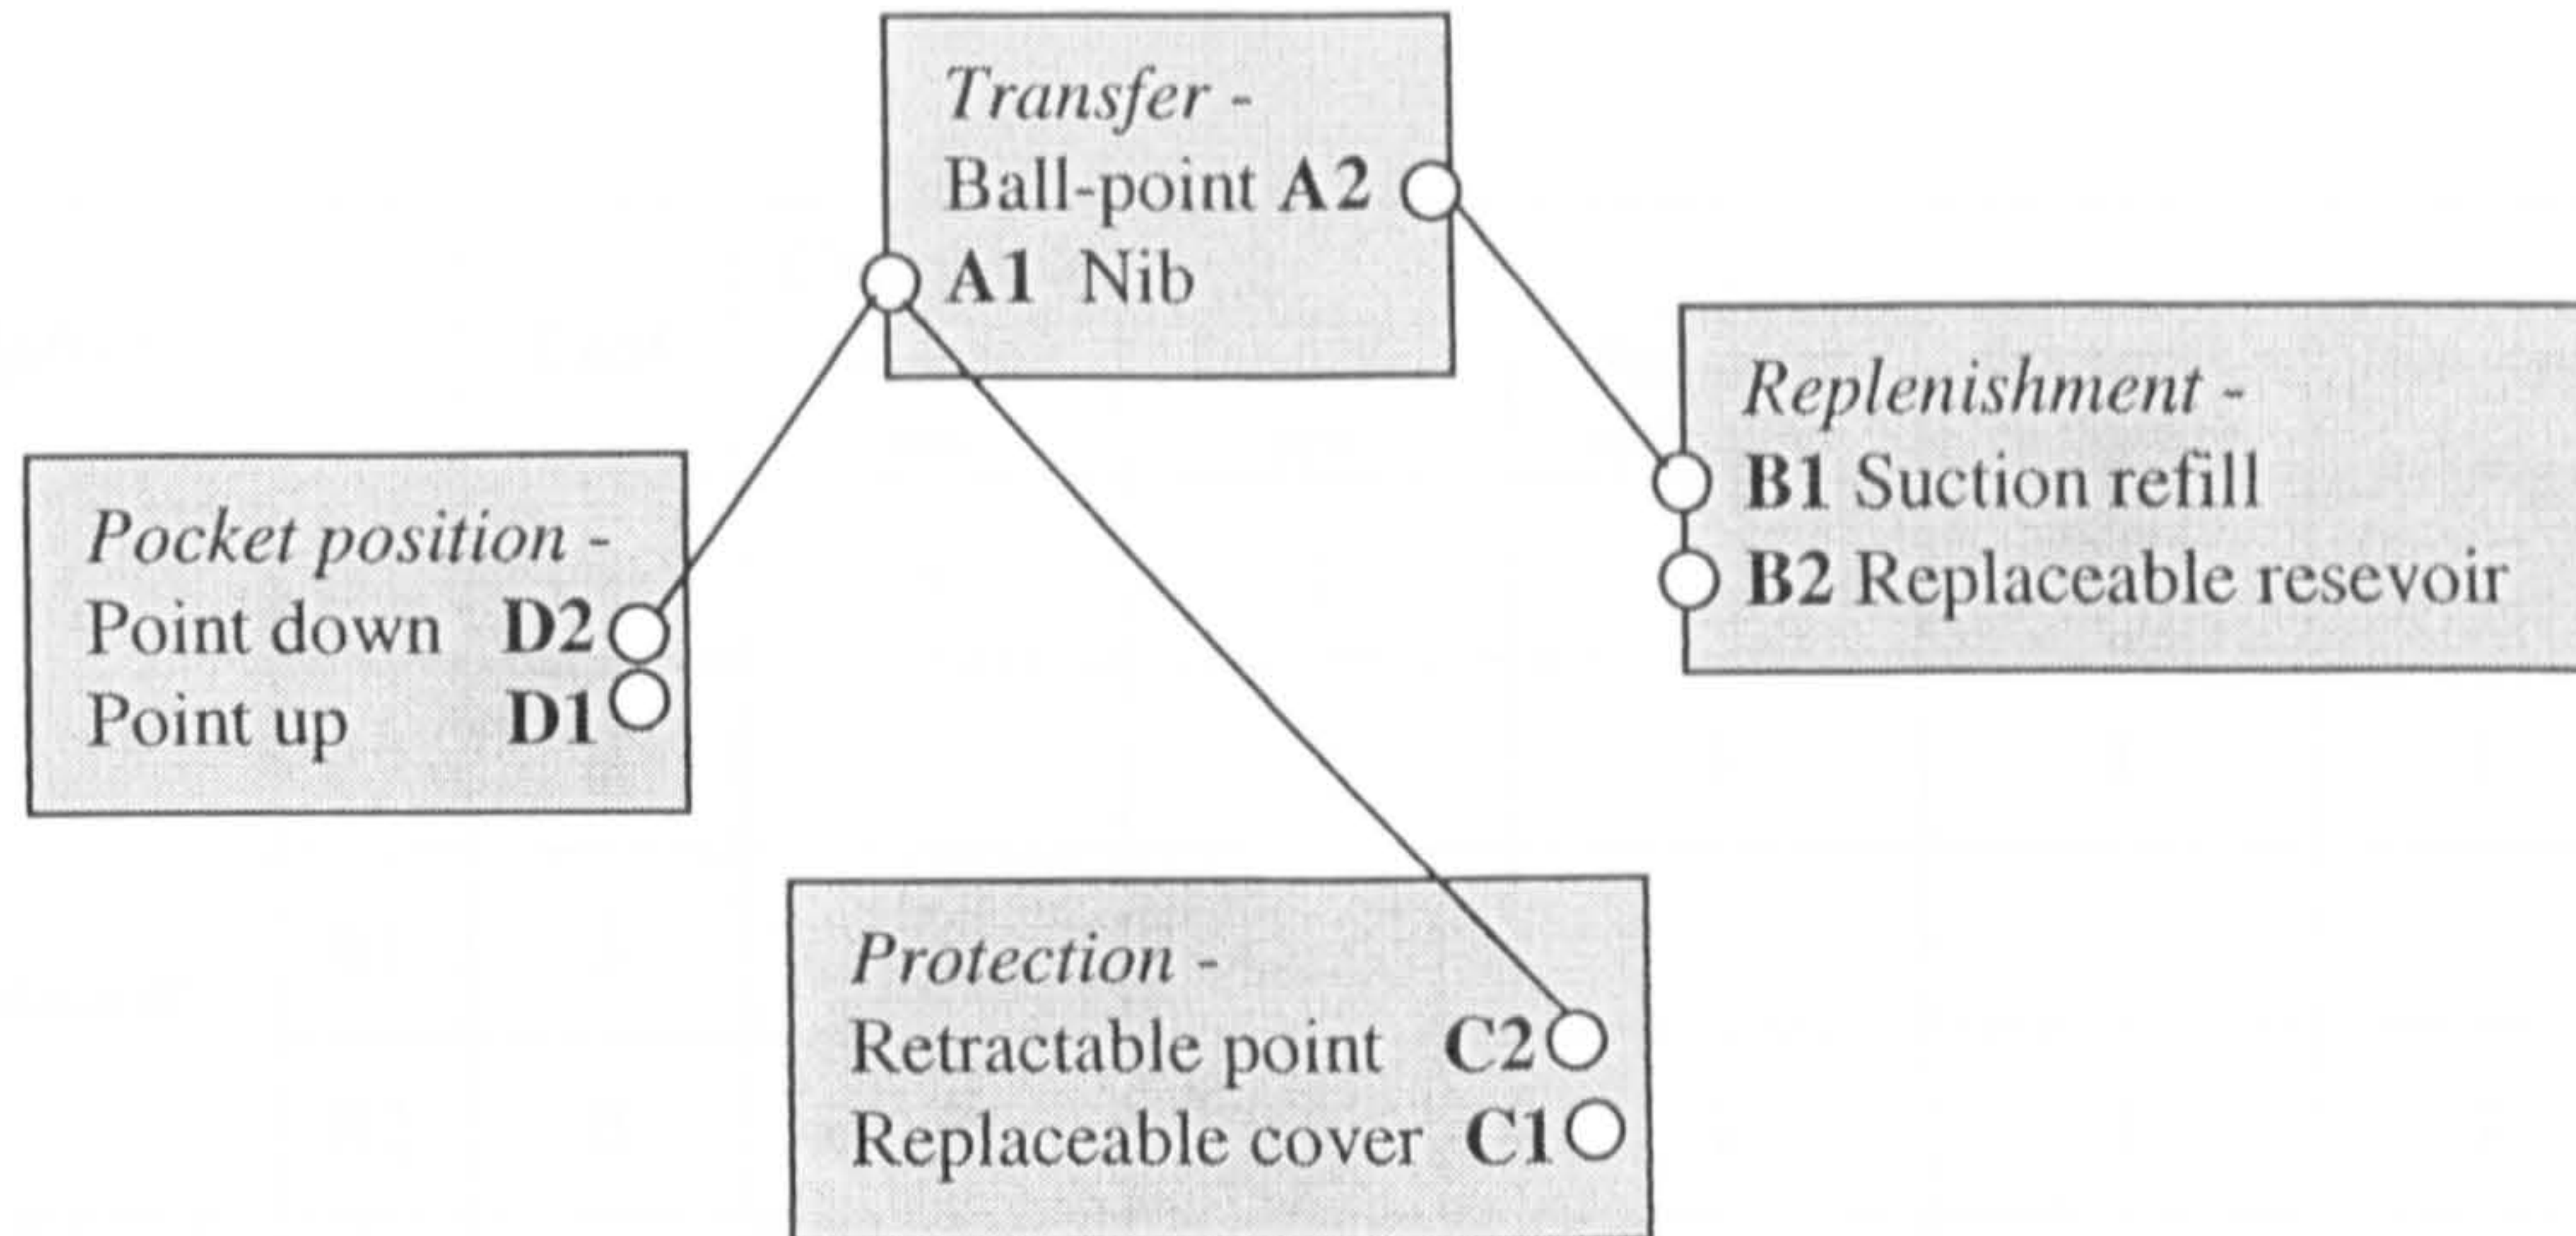 Transfer -
Ball-point A2
A1 Nib
Replenishment -
B1 Suction refill
B2 Replaceable resevoir
Pocket position -
Point down D2
Point up D1
Protection -
Retractable point C2
Replaceable cover C1